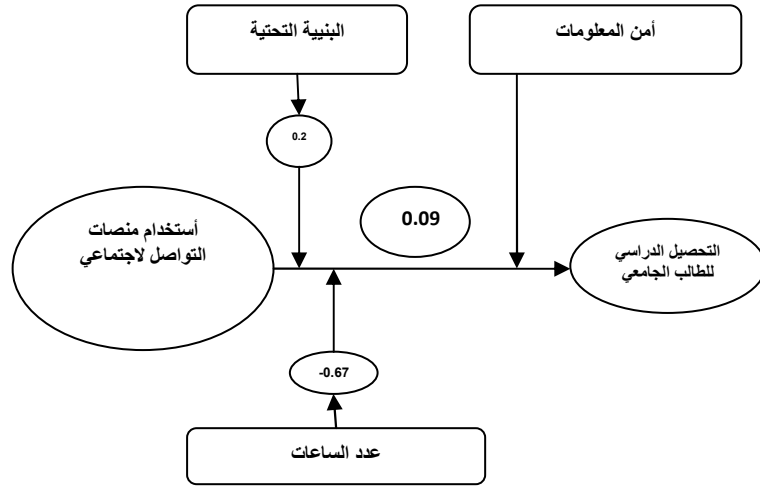 البنيية التحتية
أمن المعلومات
0.2
0.09
أستخدام منصات
التواصل لاجتماعي
التحصيل الدراسي
للطالب الجامعي
-0.67
عدد الساعات